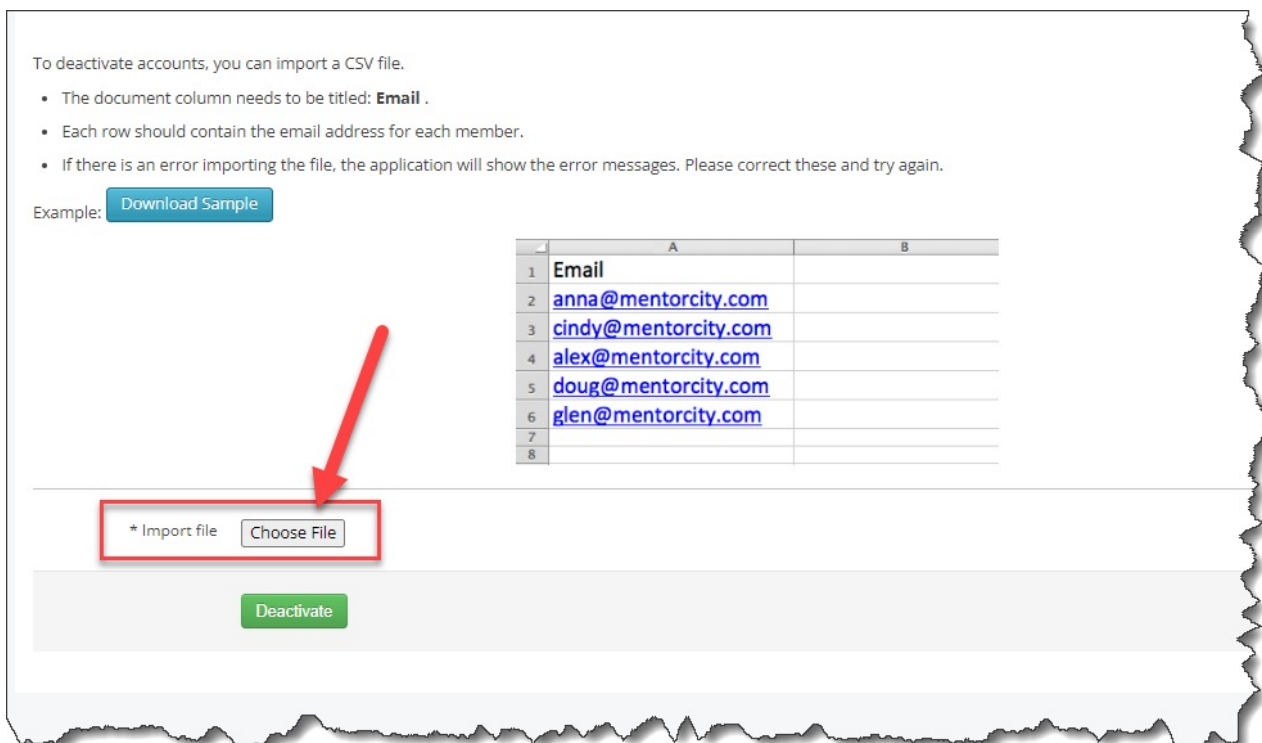 To deactivate accounts, you can import a CSV file.
• The document column needs to be titled: Email .
• Each row should contain the email address for each member.
• If there is an error importing the file, the application will show the error messages. Please correct these and try again.
Example: Download Sample
A B
1 Email
2 anna@mentorcity.com
3 cindy@mentorcity.com
4 alex@mentorcity.com
5 doug@mentorcity.com
6 glen@mentorcity.com
7
8
* Import file Choose File
Deactivate